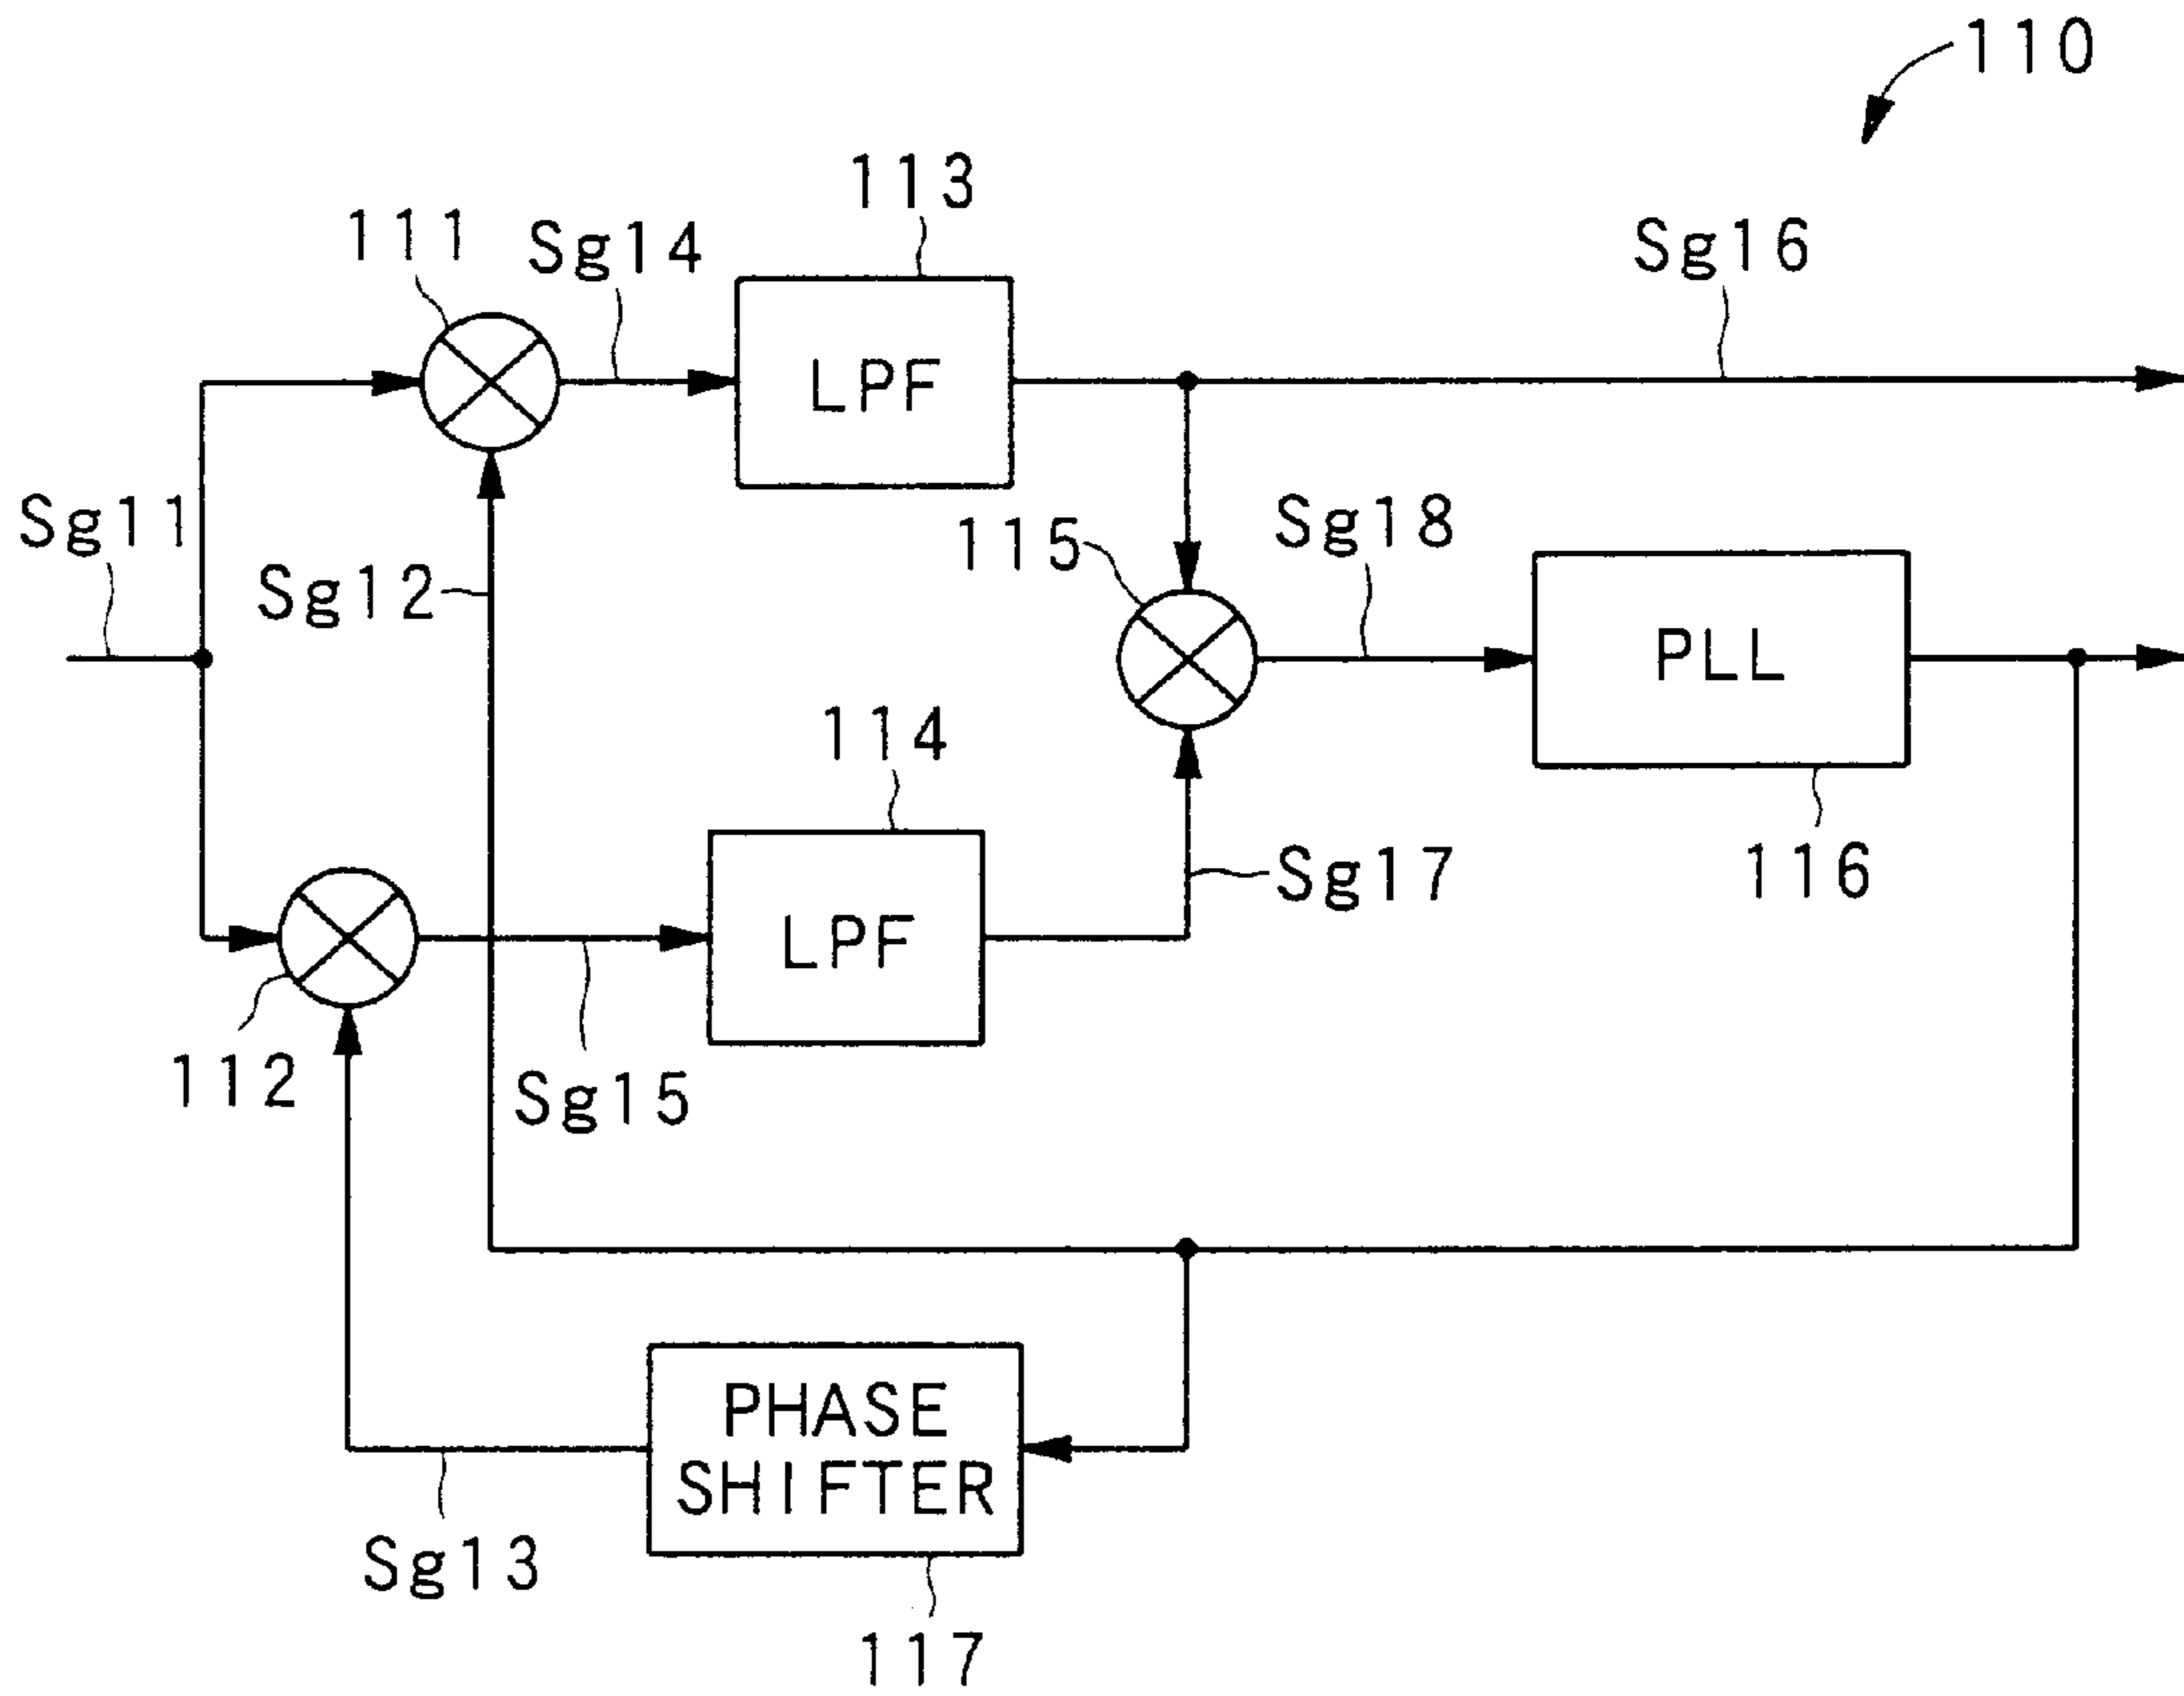 110
113
111
Sg14
Sg16
LPF
Sg11
Sg12
115
Sg18
PLL
114
116
Sg17
LPF
112
Sg15
PHASE
SHIFTER
Sg13
117